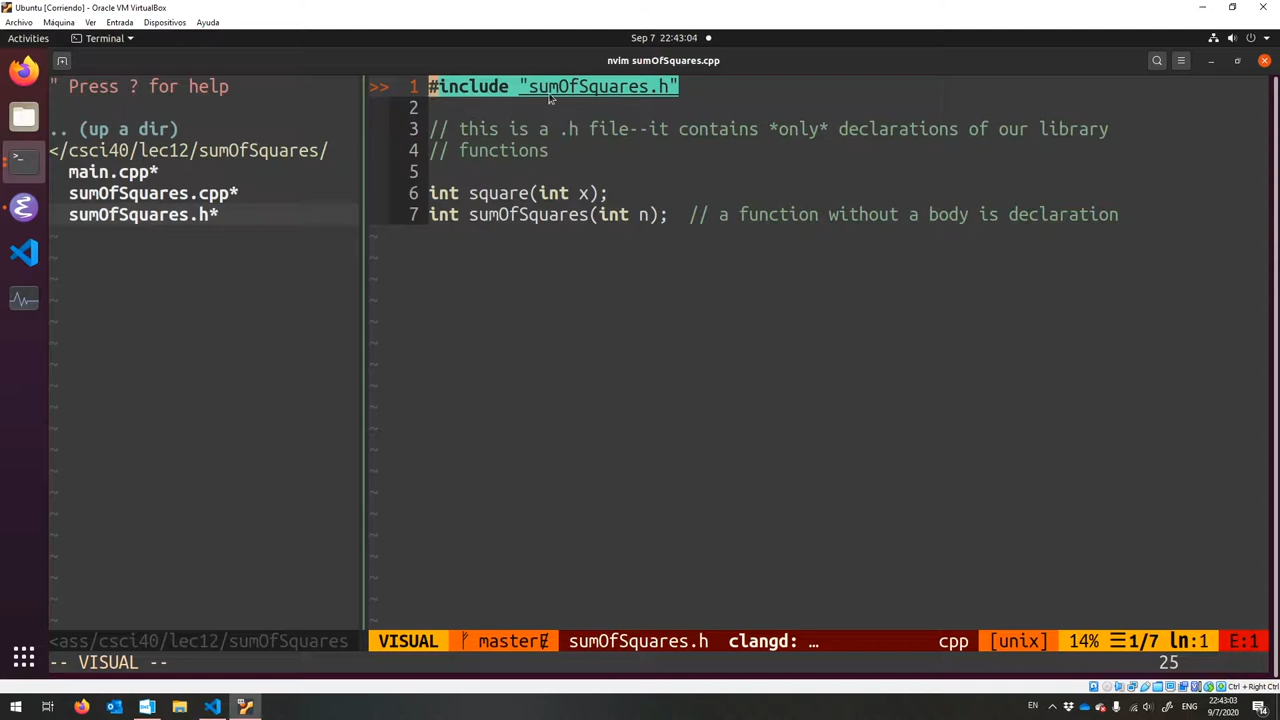 Ubuntu [Corriendo] - Oracle VM VirtualBox
Archivo Máquina Ver Entrada Dispositivos Ayuda
Activities Terminal Sep 7 22:43:04
nvim sumOfSquares.cpp
" Press ? for help
.. (up a dir)
</csci40/lec12/sumOfSquares/
main.cpp*
sumOfSquares.cpp*
sumOfSquares.h*
>> 1 #include "sumOfSquares.h"
2
3 // this is a .h file--it contains *only* declarations of our library
4 // functions
5
6 int square(int x);
7 int sumOfSquares(int n); // a function without a body is declaration
<ass/csci40/lec12/sumOfSquares VISUAL master sumOfSquares.h clangd: … cpp [unix] 14% ☰1/7 ln:1 E:1
-- VISUAL -- 25
Ctrl + Right Ctrl
EN ENG 22:43:03
9/7/2020 14